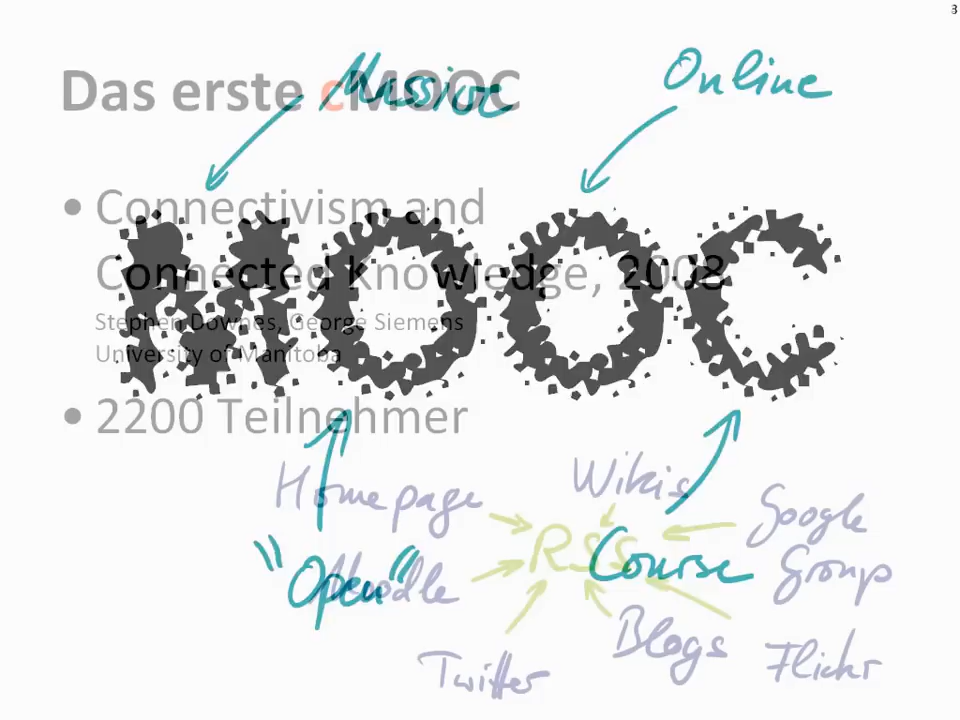 3
Das erste cMOOC
Massive
Online
• Connectivism and
Connected Knowledge, 2008
Stephen Downes, George Siemens
University of Manitoba
MOOC
• 2200 Teilnehmer
Homepage
Wikis
Google
Groups
RSS
"Open"
Moodle
Course
Twitter
Blogs
Flickr